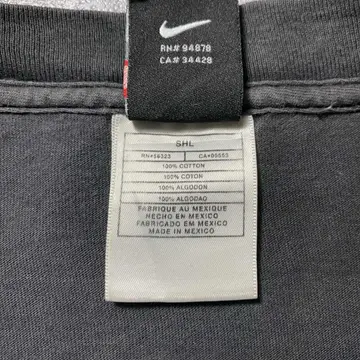 RN# 94878
CA# 34428
SHL
RN#56323 CA#05553
100% COTTON
100% COTON
100% ALGODON
100% ALGODAO
FABRIQUE AU MEXIQUE
HECHO EN MEXICO
FABRICADO EM MEXICO
MADE IN MEXICO